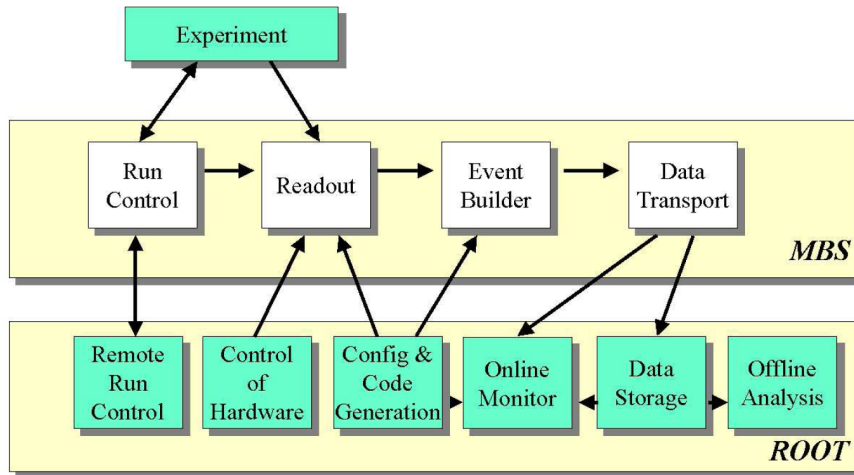 Experiment
Run
Control
Readout
Event
Builder
Data
Transport
MBS
Remote
Run
Control
Control
of
Hardware
Config &
Code
Generation
Online
Monitor
Data
Storage
Offline
Analysis
ROOT